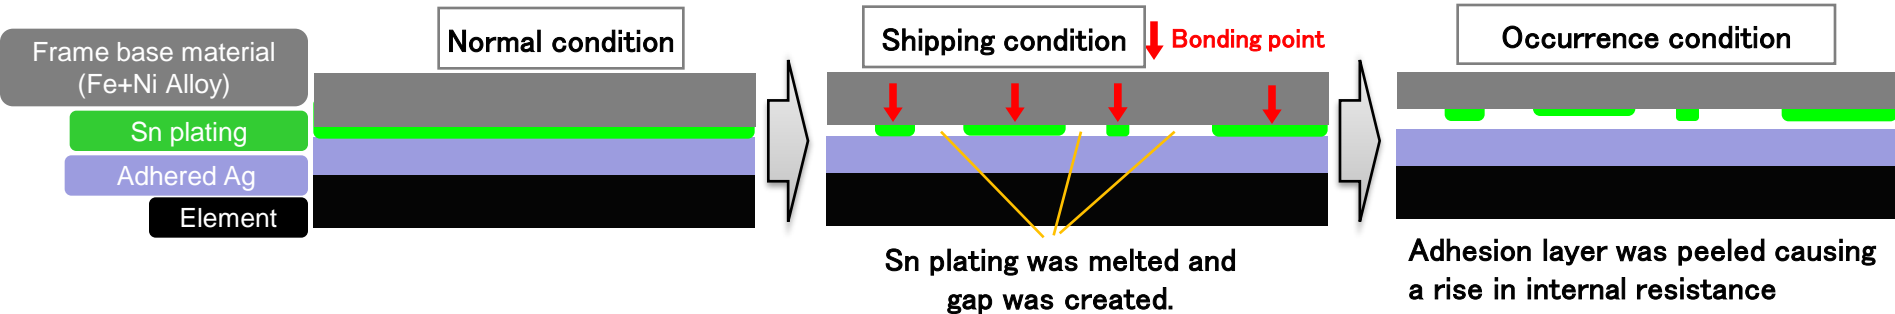 Frame base material
(Fe+Ni Alloy)
Sn plating
Adhered Ag
Element
Normal condition
Shipping condition
Bonding point
Sn plating was melted and
gap was created.
Occurrence condition
Adhesion layer was peeled causing
a rise in internal resistance